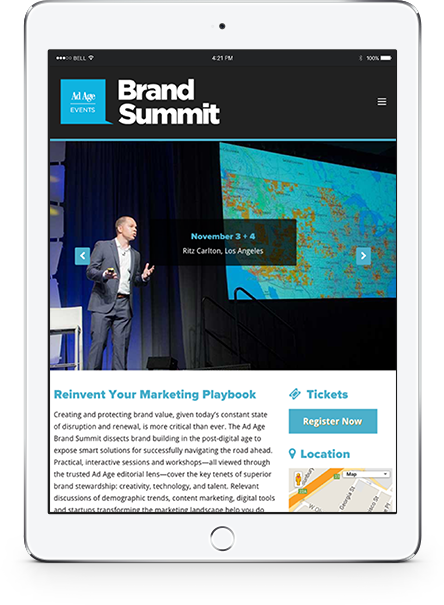 BELL
4:21 PM
100%
Ad Age
EVENTS
Brand
Summit
November 3 + 4
Ritz Carlton, Los Angeles
Reinvent Your Marketing Playbook
Creating and protecting brand value, given today's constant state
of disruption and renewal, is more critical than ever. The Ad Age
Brand Summit dissects brand building in the post-digital age to
expose smart solutions for successfully navigating the road ahead.
Practical, interactive sessions and workshops—all viewed through
the trusted Ad Age editorial lens—cover the key tenets of superior
brand stewardship: creativity, technology, and talent. Relevant
discussions of demographic trends, content marketing, digital tools
and startups transforming the marketing landscape help you do
Tickets
Register Now
Location
Map
Georgia St